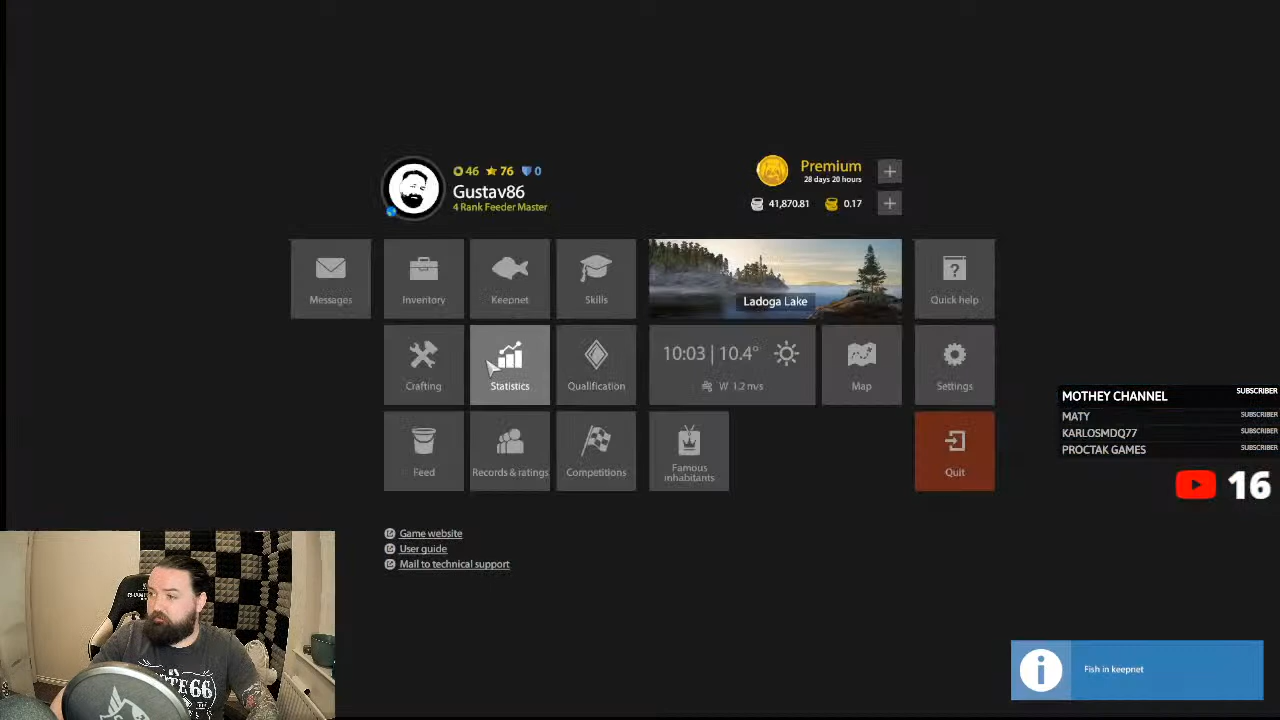 46 76 0
Gustav86
4 Rank Feeder Master
Premium
28 days 20 hours
41,870.81 0.17
Messages
Inventory
Keepnet
Skills
Ladoga Lake
Quick help
Crafting
Statistics
Qualification
10:03 | 10.4°
W 1.2 m/s
Map
Settings
Feed
Records & ratings
Competitions
Famous
inhabitants
Quit
Game website
User guide
Mail to technical support
MOTHEY CHANNEL SUBSCRIBER
MATY SUBSCRIBER
KARLOSMDQ77 SUBSCRIBER
PROCTAK GAMES SUBSCRIBER
16
Fish in keepnet